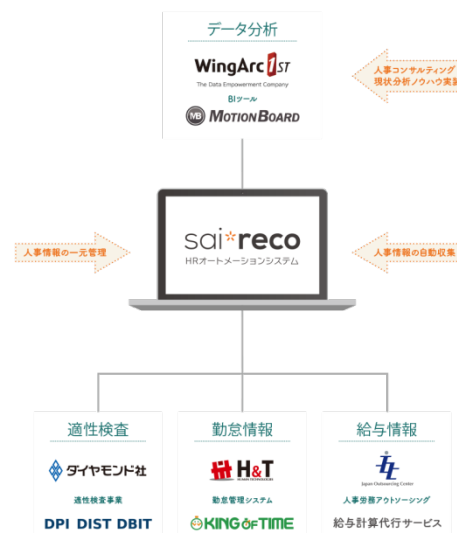 データ分析
WingArc1ST
The Data Empowerment Company
BIツール
MB MOTIONBOARD
人事コンサルティング
現状分析ノウハウ実装
sai*reco
HRオートメーションシステム
人事情報の一元管理
人事情報の自動収集
適性検査
ダイヤモンド社
適性検査事業
DPI DIST DBIT
勤怠情報
H&T
勤怠管理システム
KING OF TIME
給与情報
Japan Outsourcing Center
人事労務アウトソーシング
給与計算代行サービス